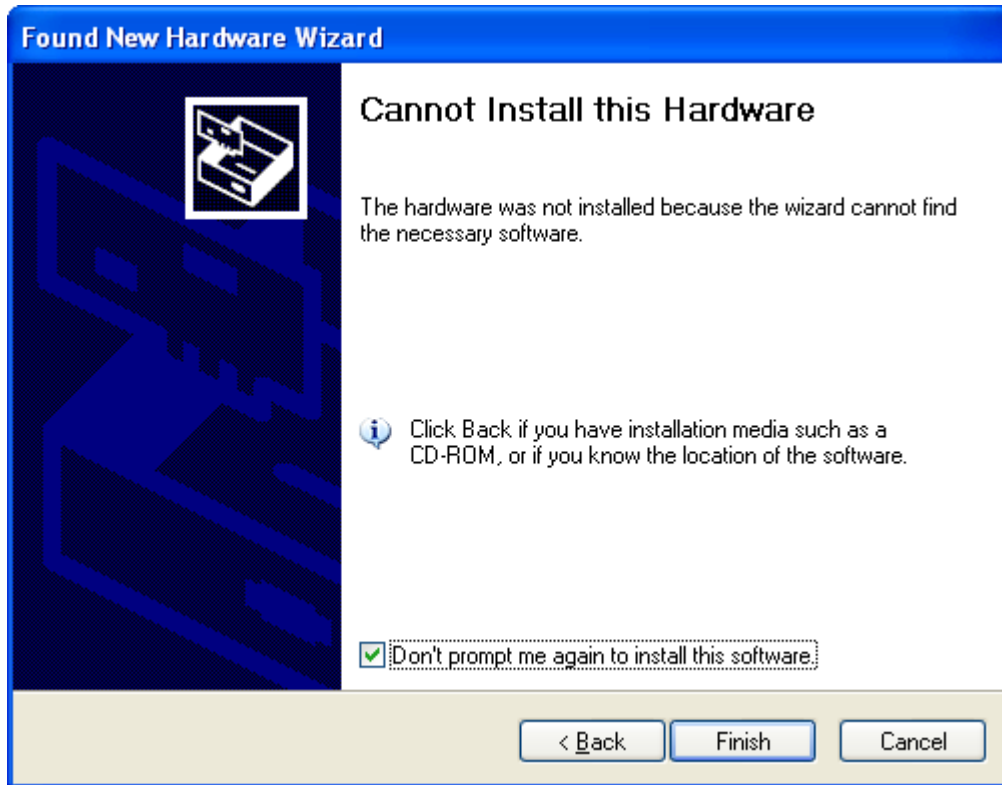 Found New Hardware Wizard
Cannot Install this Hardware
The hardware was not installed because the wizard cannot find
the necessary software.
Click Back if you have installation media such as a
CD-ROM, or if you know the location of the software.
Don't prompt me again to install this software.
< Back
Finish
Cancel